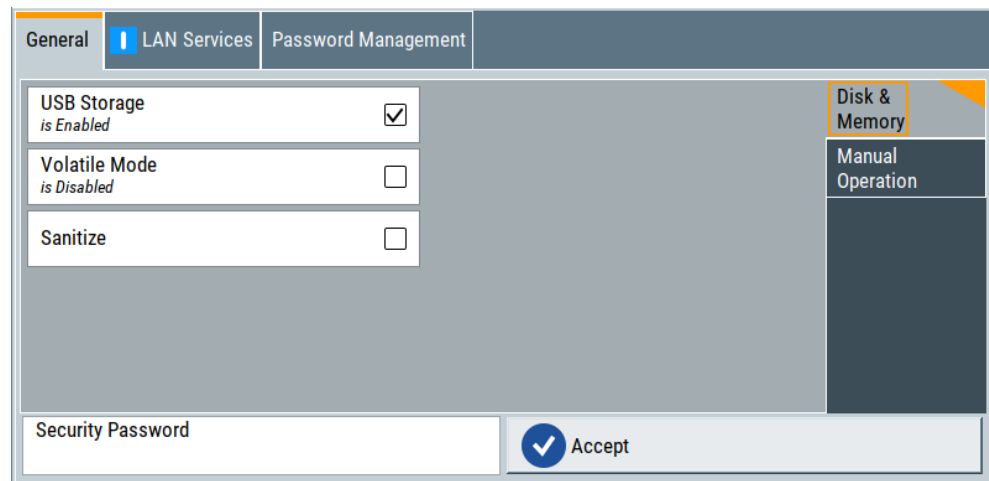 General
LAN Services
Password Management
USB Storage
is Enabled
Volatile Mode
is Disabled
Sanitize
Disk &
Memory
Manual
Operation
Security Password
Accept